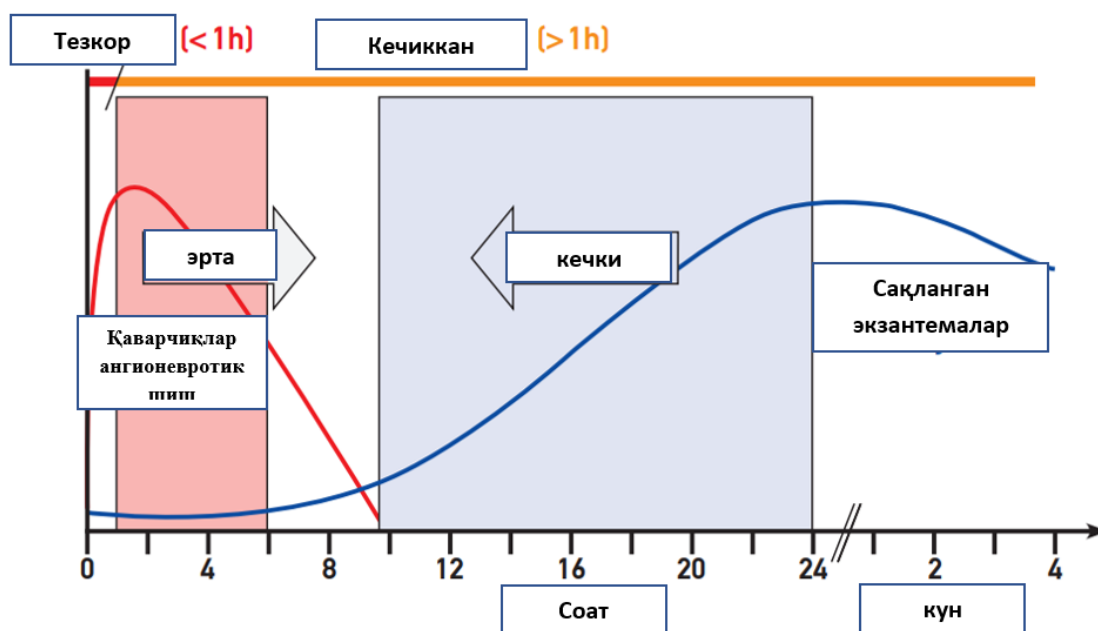 Тезкор (< 1h) Кечиккан (> 1h)
эрта
кечки
Қаварчиқлар
ангионевротик
шиш
Сақланган
экзантемалар
0 4 8 12 16 20 24 2 4
Соат кун